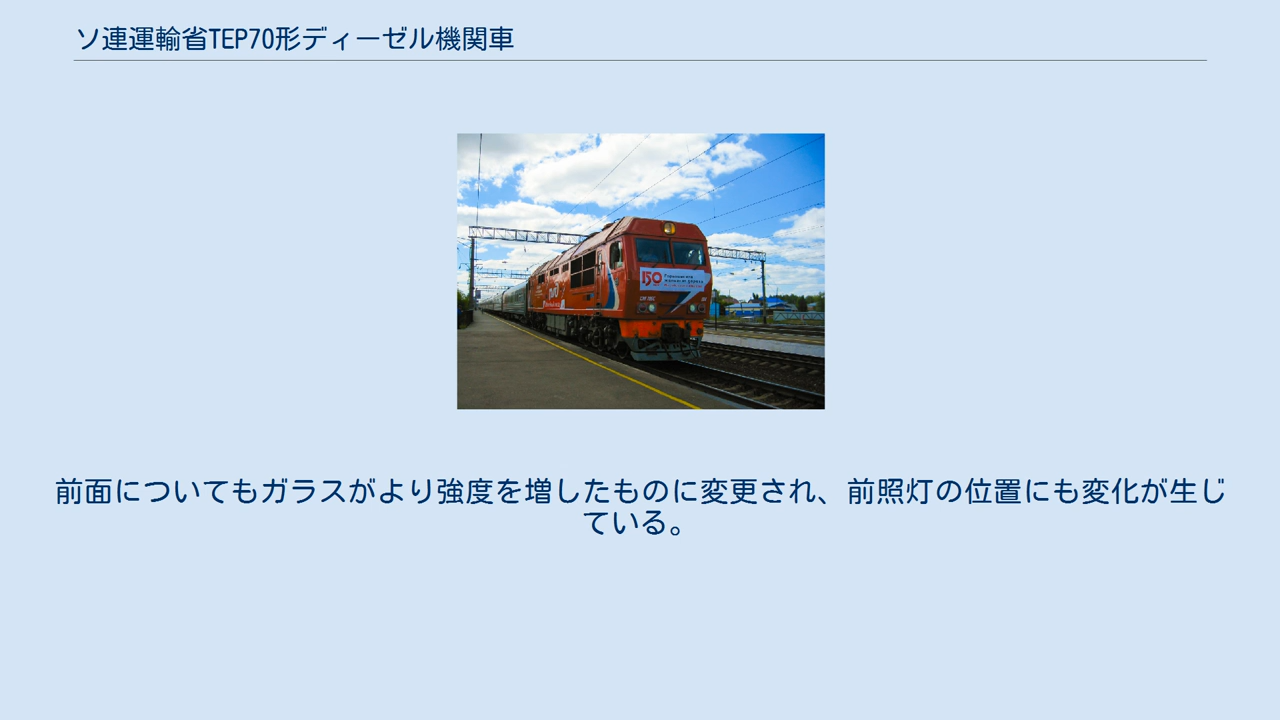 ソ連運輸省TEP70形ディーゼル機関車
150
前面についてもガラスがより強度を増したものに変更され、前照灯の位置にも変化が生じ
ている。